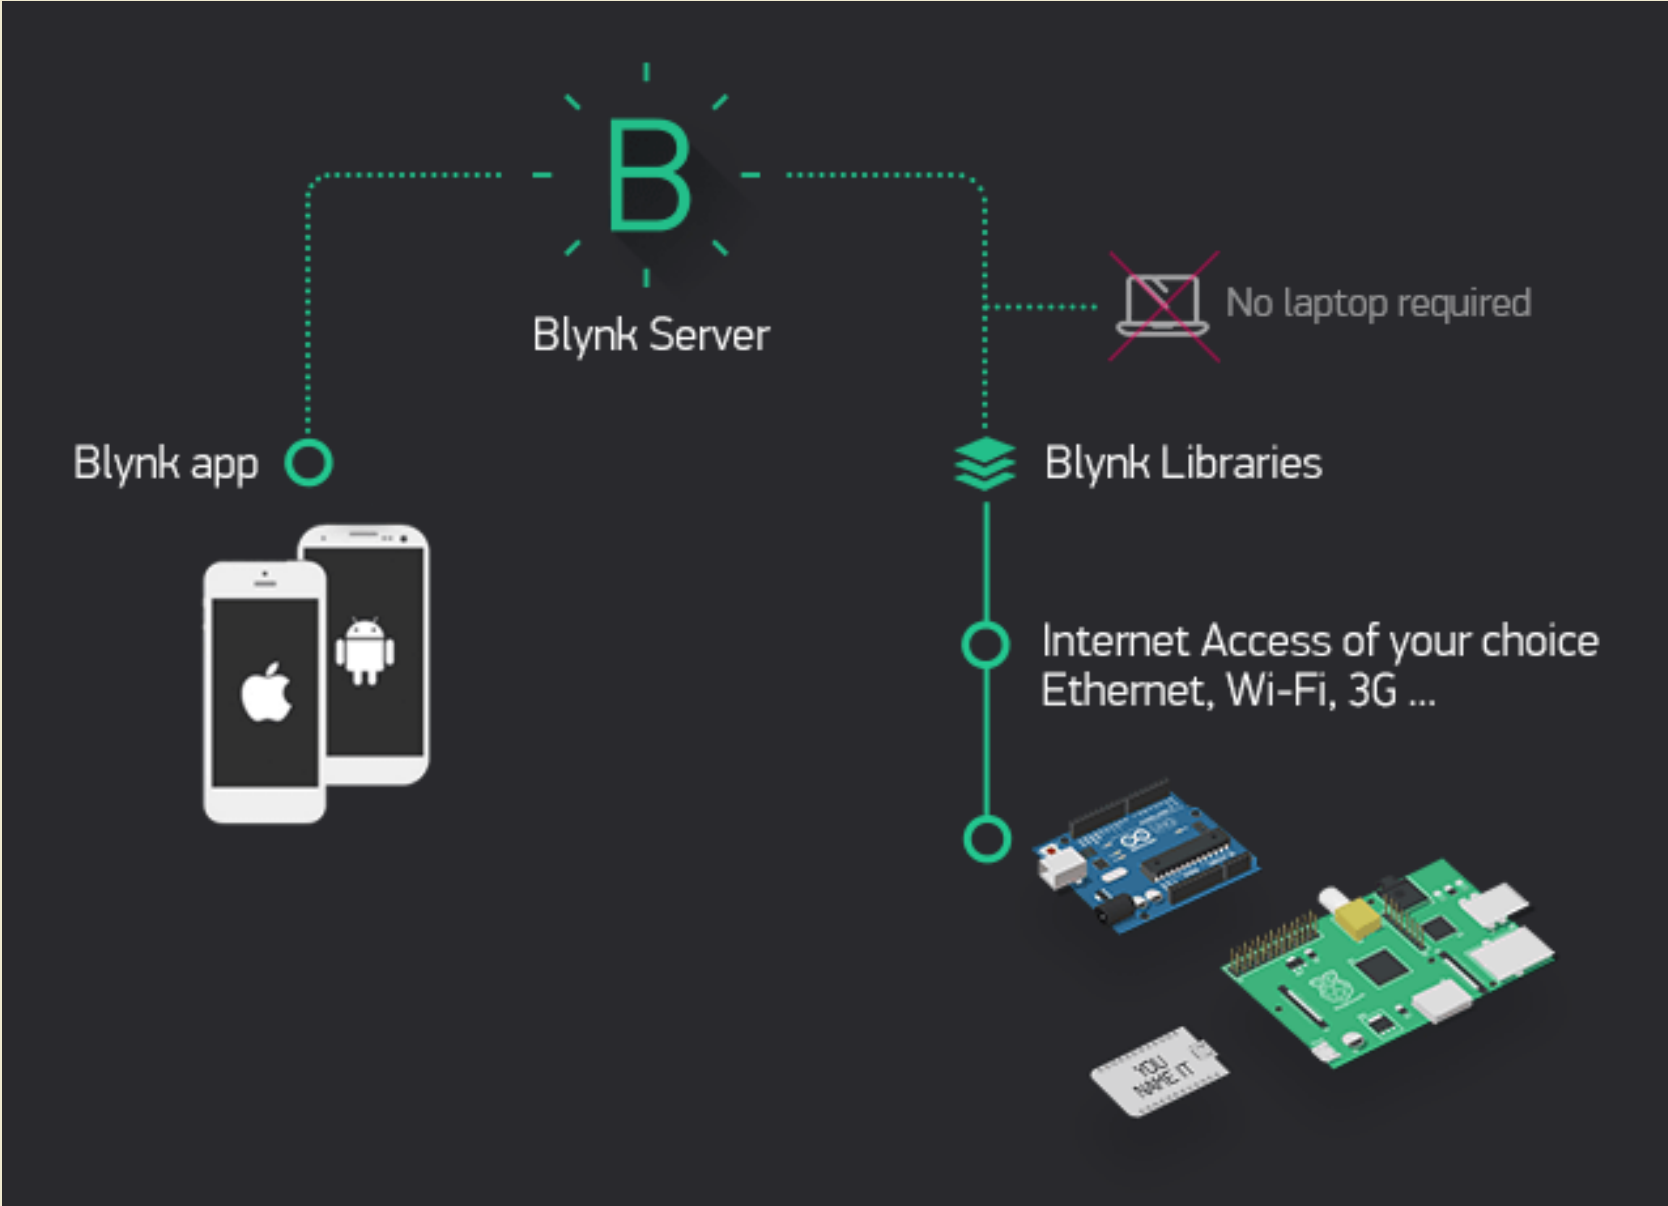 B
Blynk Server
No laptop required
Blynk app
Blynk Libraries
Internet Access of your choice
Ethernet, Wi-Fi, 3G ...
YOU
NAME IT